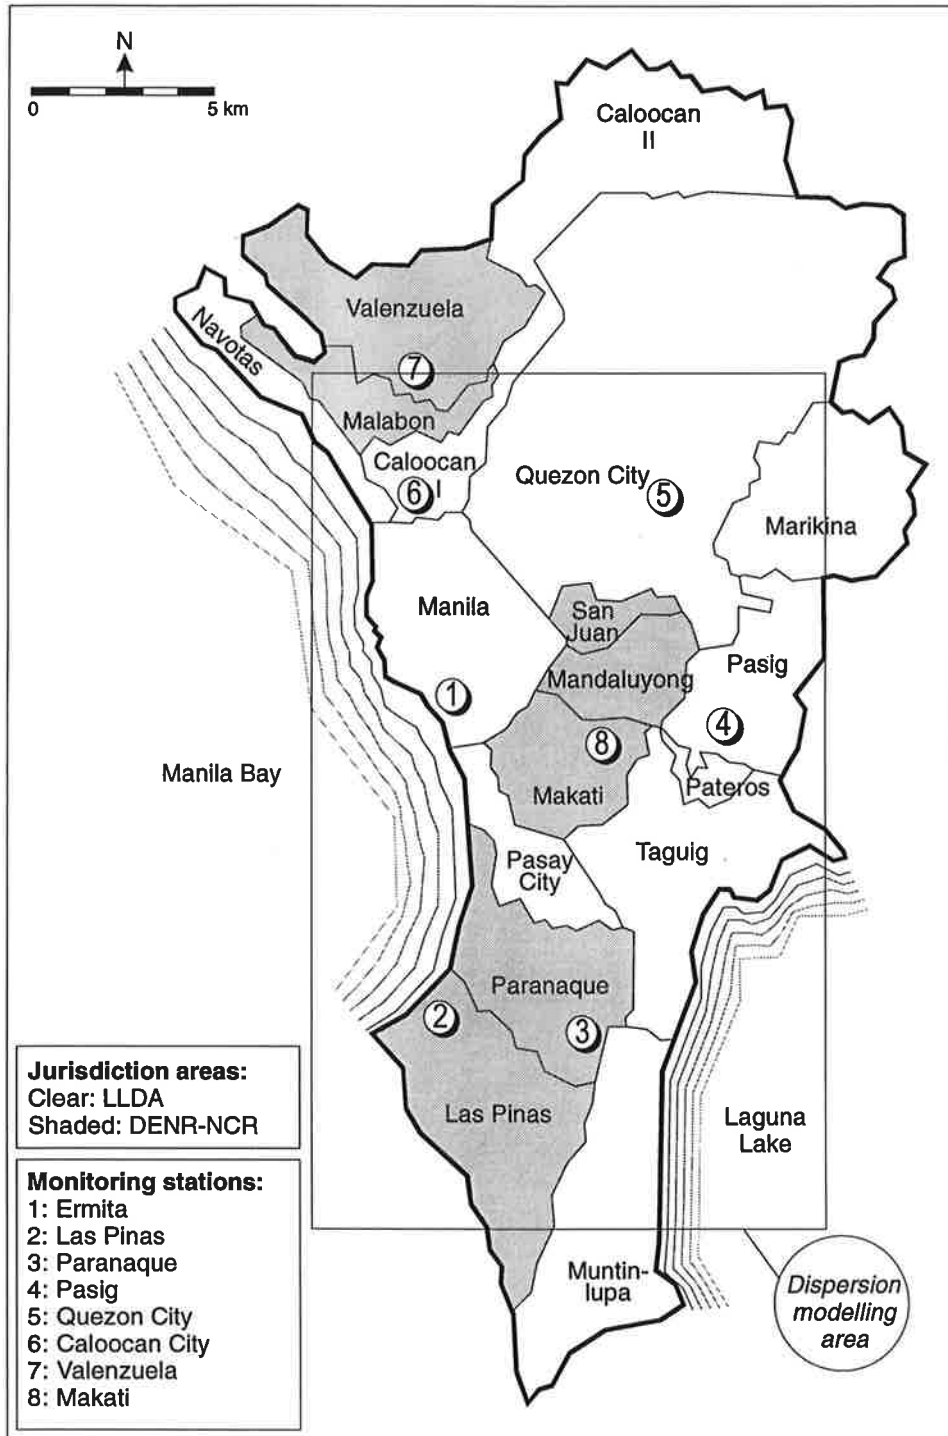 N
0 5 km
Caloocan
II
Valenzuela
Navotas
7
Malabon
Caloocan
I
6
Quezon City
5
Marikina
Manila
San
Juan
Mandaluyong
Pasig
1
4
8
Manila Bay
Makati
Pateros
Pasay
City
Taguig
Paranaque
2
3
Las Pinas
Laguna
Lake
Muntin-
lupa
Dispersion
modelling
area
Jurisdiction areas:
Clear: LLDA
Shaded: DENR-NCR
Monitoring stations:
1: Ermita
2: Las Pinas
3: Paranaque
4: Pasig
5: Quezon City
6: Caloocan City
7: Valenzuela
8: Makati